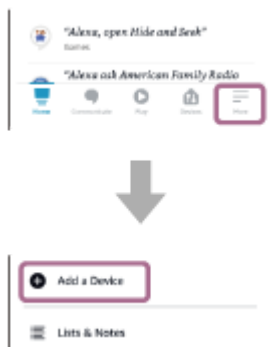 "Alexa, open Hide and Seek"
Games
"Alexa ask American Family Radio
Home Communicate Play Devices More
Add a Device
Lists & Notes